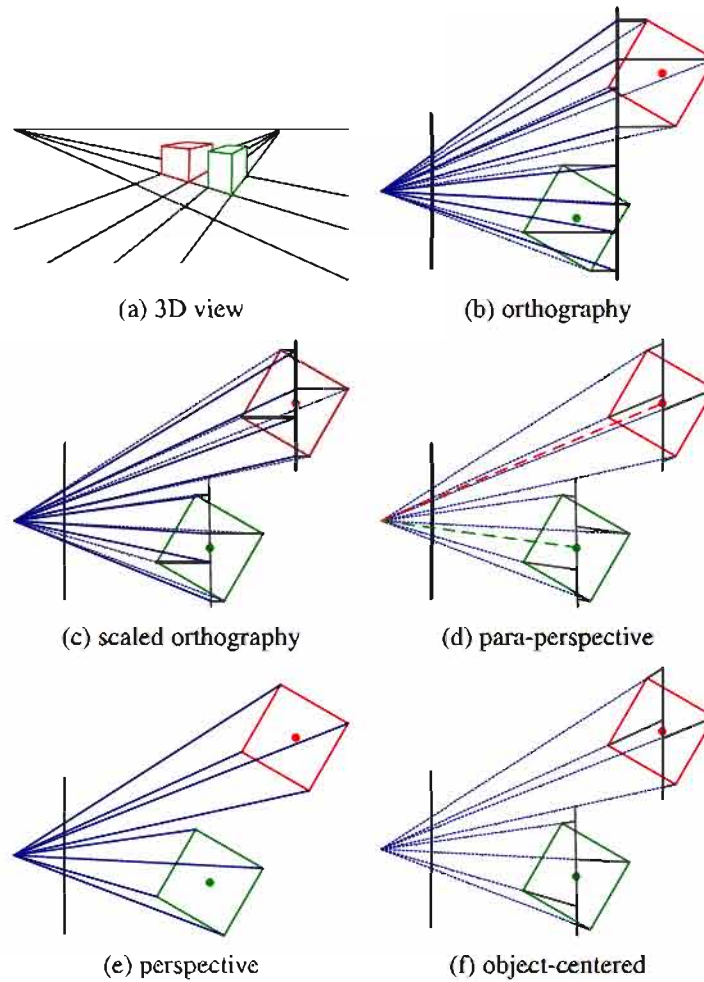 (a) 3D view
(b) orthography
(c) scaled orthography
(d) para-perspective
(e) perspective
(f) object-centered